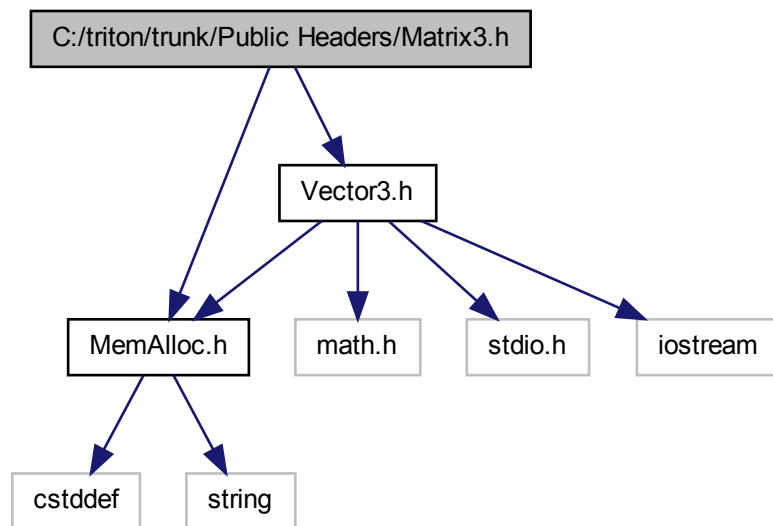 C:/triton/trunk/Public Headers/Matrix3.h
Vector3.h
MemAlloc.h
math.h
stdio.h
iostream
cstddef
string